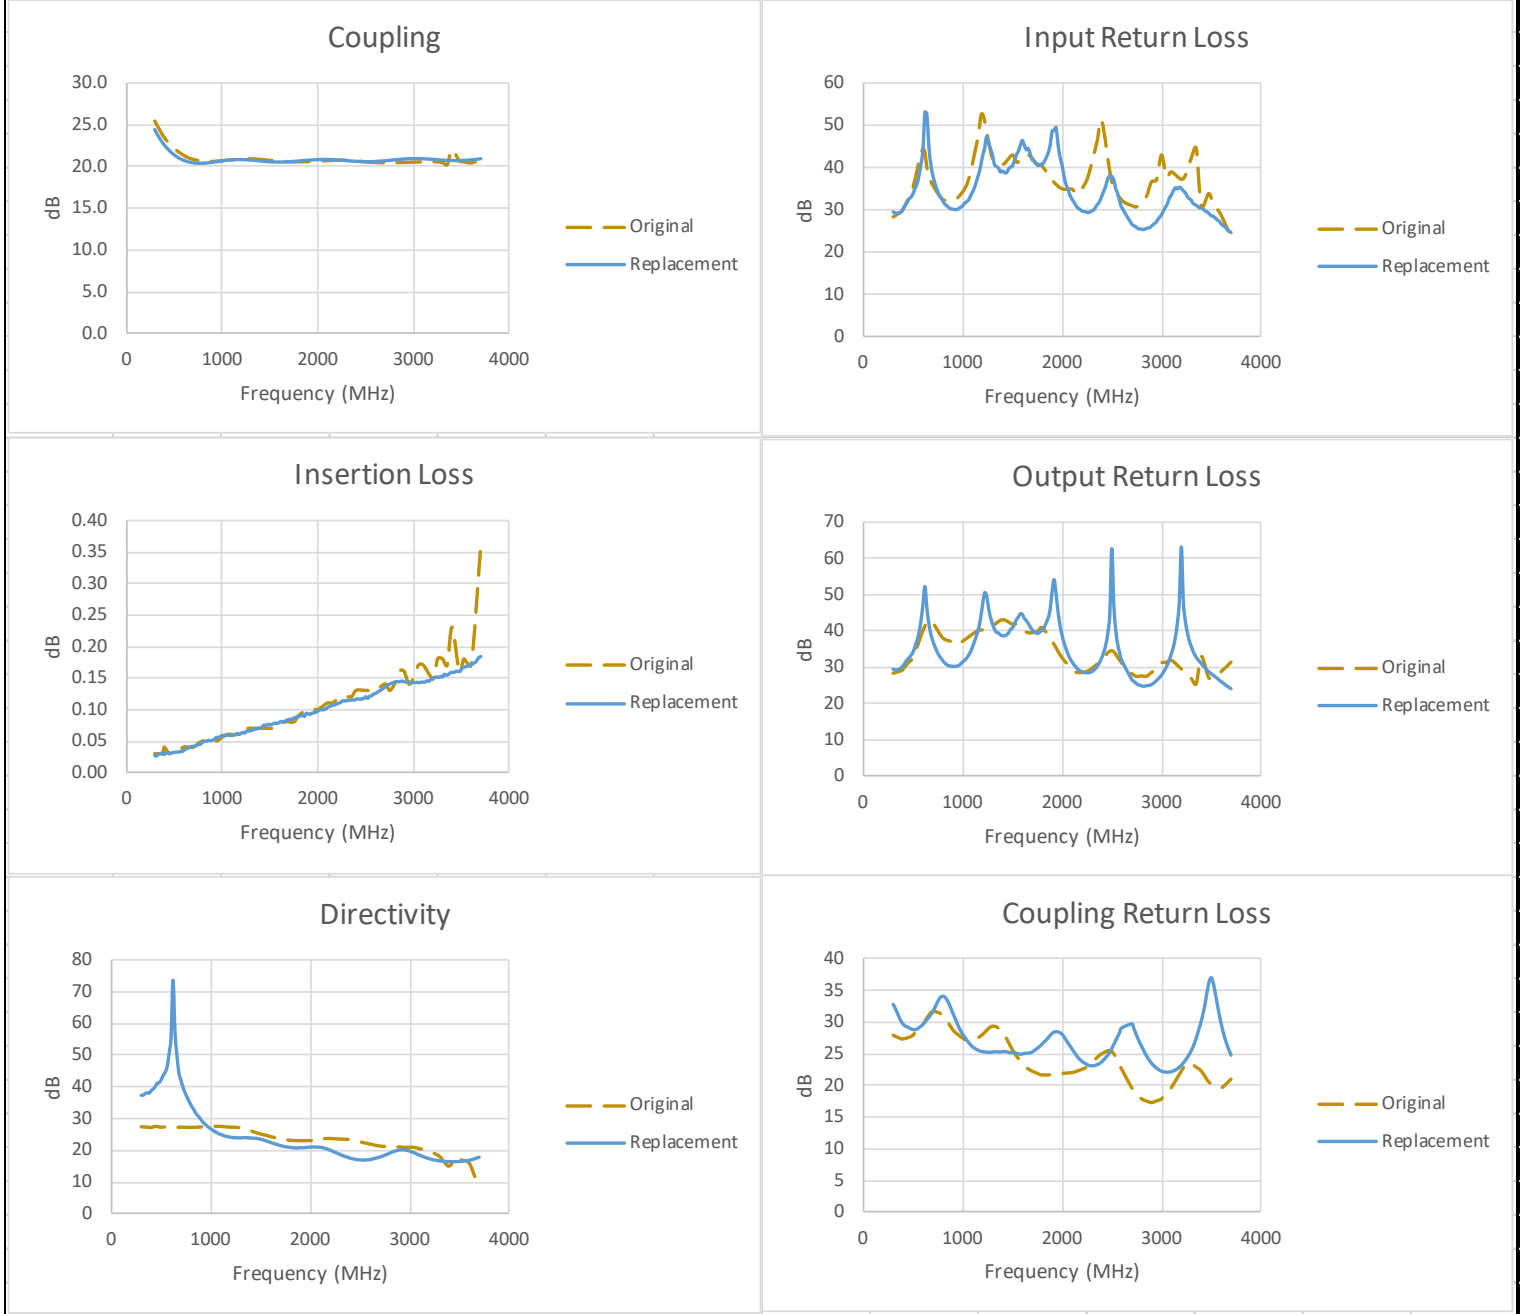 Coupling
30.0
25.0
20.0
15.0
10.0
5.0
0.0
dB
0 1000 2000 3000 4000
Frequency (MHz)
Original
Replacement
Input Return Loss
60
50
40
30
20
10
0
dB
0 1000 2000 3000 4000
Frequency (MHz)
Original
Replacement
Insertion Loss
0.40
0.35
0.30
0.25
0.20
0.15
0.10
0.05
0.00
dB
0 1000 2000 3000 4000
Frequency (MHz)
Original
Replacement
Output Return Loss
70
60
50
40
30
20
10
0
dB
0 1000 2000 3000 4000
Frequency (MHz)
Original
Replacement
Directivity
80
70
60
50
40
30
20
10
0
dB
0 1000 2000 3000 4000
Frequency (MHz)
Original
Replacement
Coupling Return Loss
40
35
30
25
20
15
10
5
0
dB
0 1000 2000 3000 4000
Frequency (MHz)
Original
Replacement